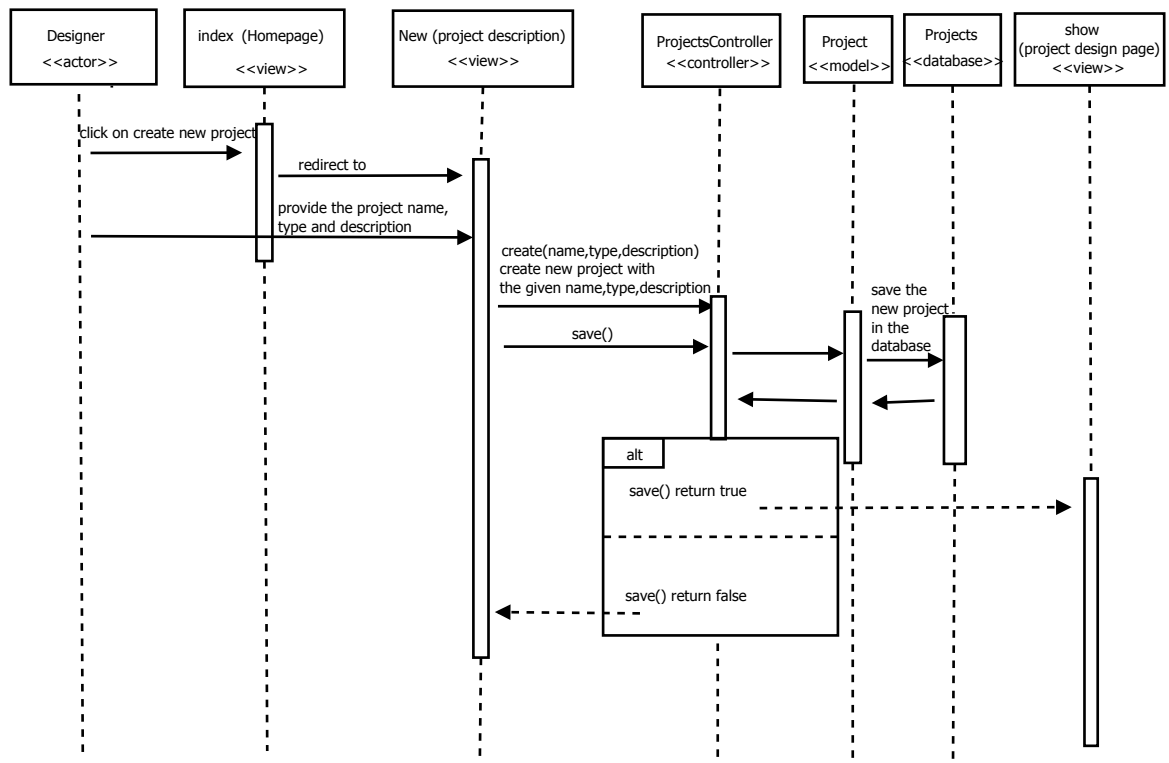 Designer
<<actor>>
index (Homepage)
<<view>>
New (project description)
<<view>>
ProjectsController
<<controller>>
Project
<<model>>
Projects
<<database>>
show
(project design page)
<<view>>
click on create new project
redirect to
provide the project name,
type and description
create(name,type,description)
create new project with
the given name,type,description
save()
save the
new project
in the
database
alt
save() return true
save() return false